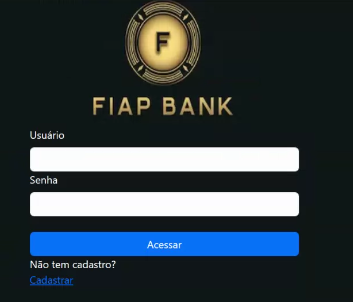 F
FIAP BANK
Usuário
Senha
Acessar
Não tem cadastro?
Cadastrar